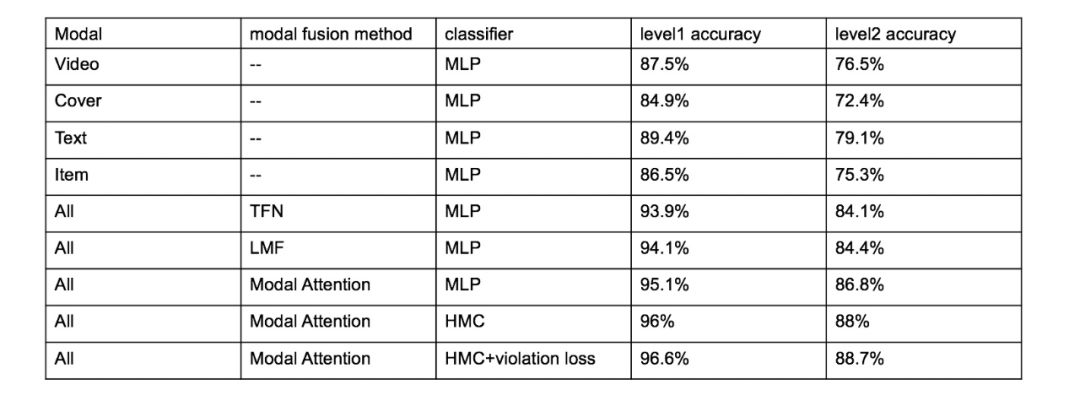 Modal modal fusion method classifier level1 accuracy level2 accuracy
Video -- MLP 87.5% 76.5%
Cover -- MLP 84.9% 72.4%
Text -- MLP 89.4% 79.1%
Item -- MLP 86.5% 75.3%
All TFN MLP 93.9% 84.1%
All LMF MLP 94.1% 84.4%
All Modal Attention MLP 95.1% 86.8%
All Modal Attention HMC 96% 88%
All Modal Attention HMC+violation loss 96.6% 88.7%